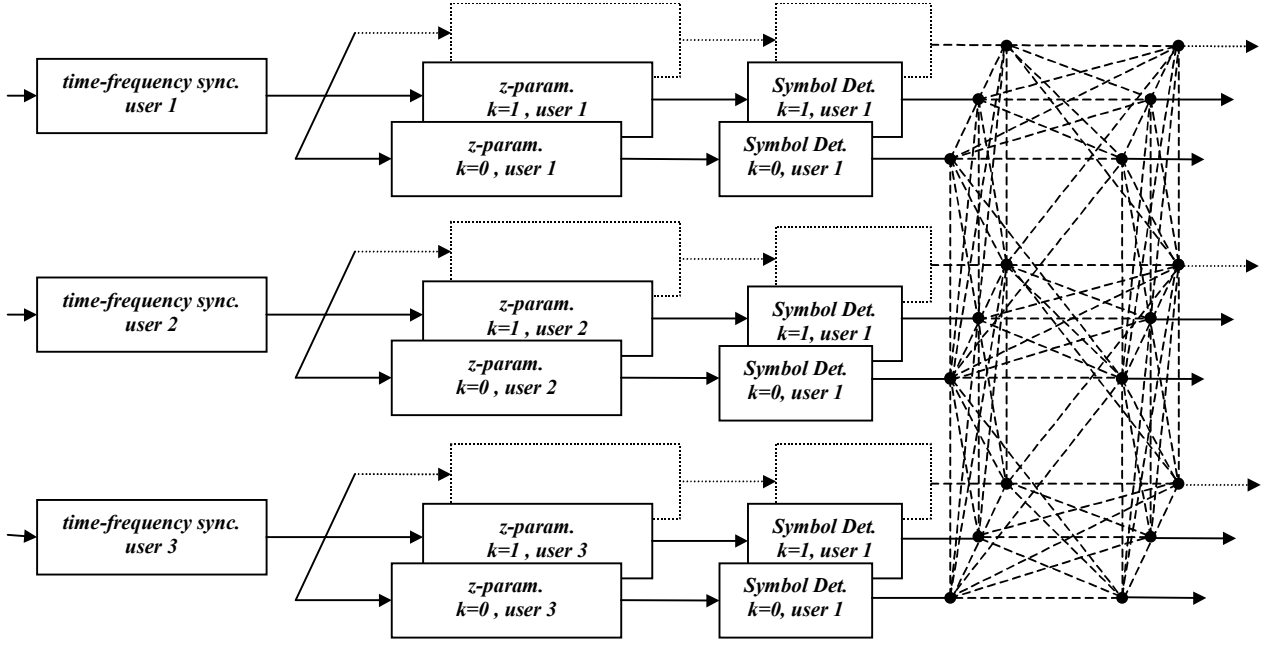 time-frequency sync.
user 1
z-param.
k=1 , user 1
Symbol Det.
k=1, user 1
z-param.
k=0 , user 1
Symbol Det.
k=0, user 1
time-frequency sync.
user 2
z-param.
k=1, user 2
Symbol Det.
k=1, user 1
z-param.
k=0 , user 2
Symbol Det.
k=0, user 1
time-frequency sync.
user 3
z-param.
k=1, user 3
Symbol Det.
k=1, user 1
z-param.
k=0 , user 3
Symbol Det.
k=0, user 1